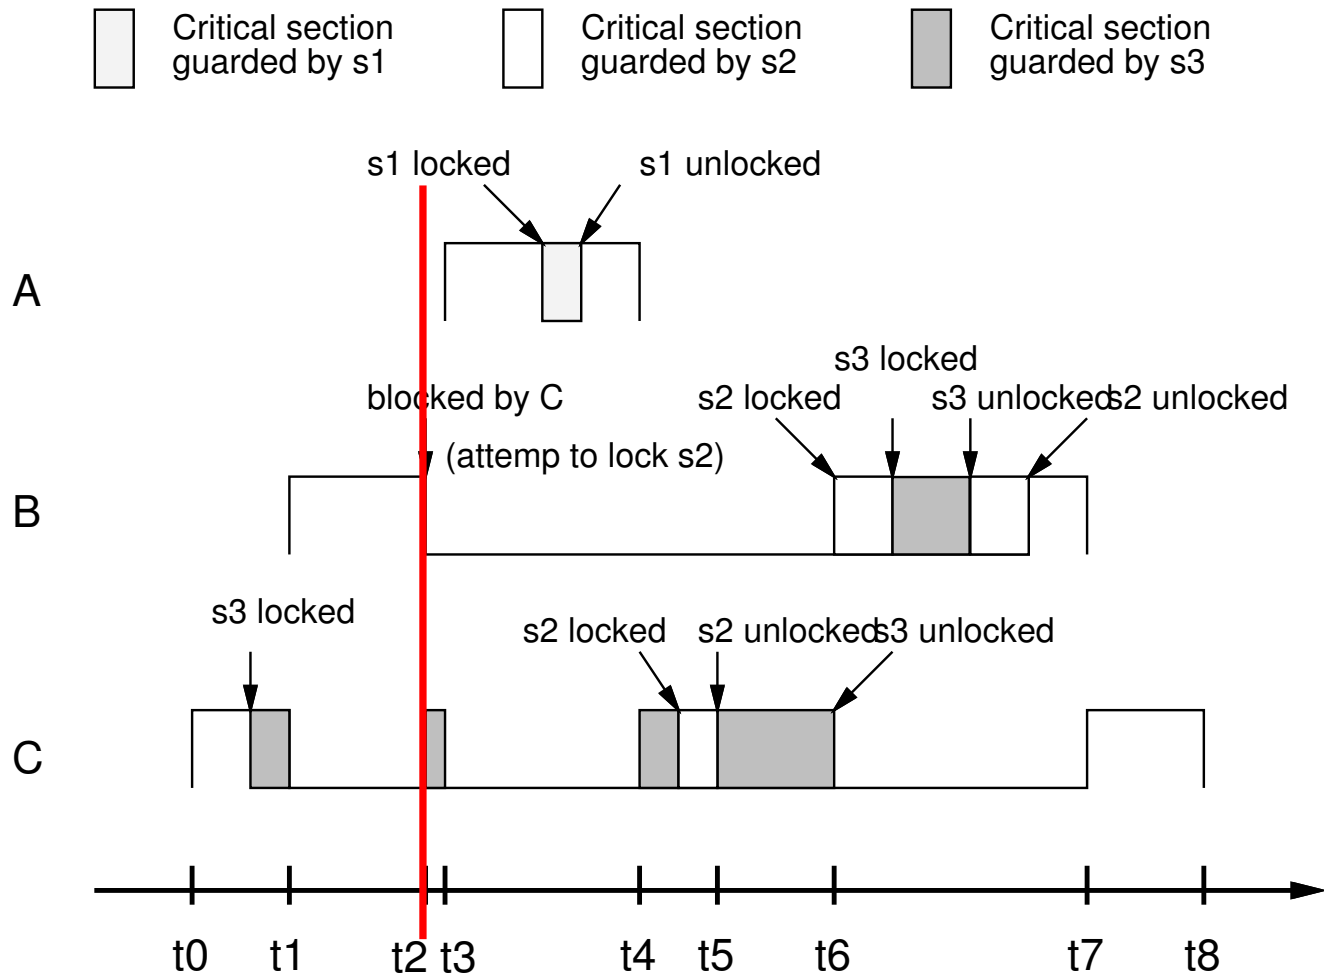 Critical section
guarded by s1
Critical section
guarded by s2
Critical section
guarded by s3
s1 locked
s1 unlocked
A
s3 locked
blocked by C
s2 locked
s3 unlocked
s2 unlocked
(attemp to lock s2)
B
s3 locked
s2 locked
s2 unlocked
s3 unlocked
C
t0
t1
t2
t3
t4
t5
t6
t7
t8